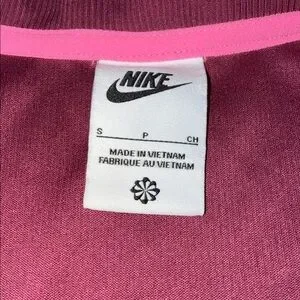 NIKE
S P CH
MADE IN VIETNAM
FABRIQUE AU VIETNAM